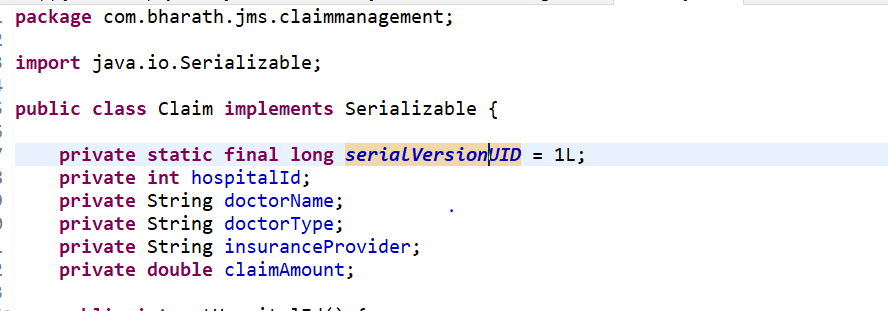 package com.bharath.jms.claimmanagement;
import java.io.Serializable;
public class Claim implements Serializable {
private static final long serialVersionUID = 1L;
private int hospitalId;
private String doctorName;
private String doctorType;
private String insuranceProvider;
private double claimAmount;